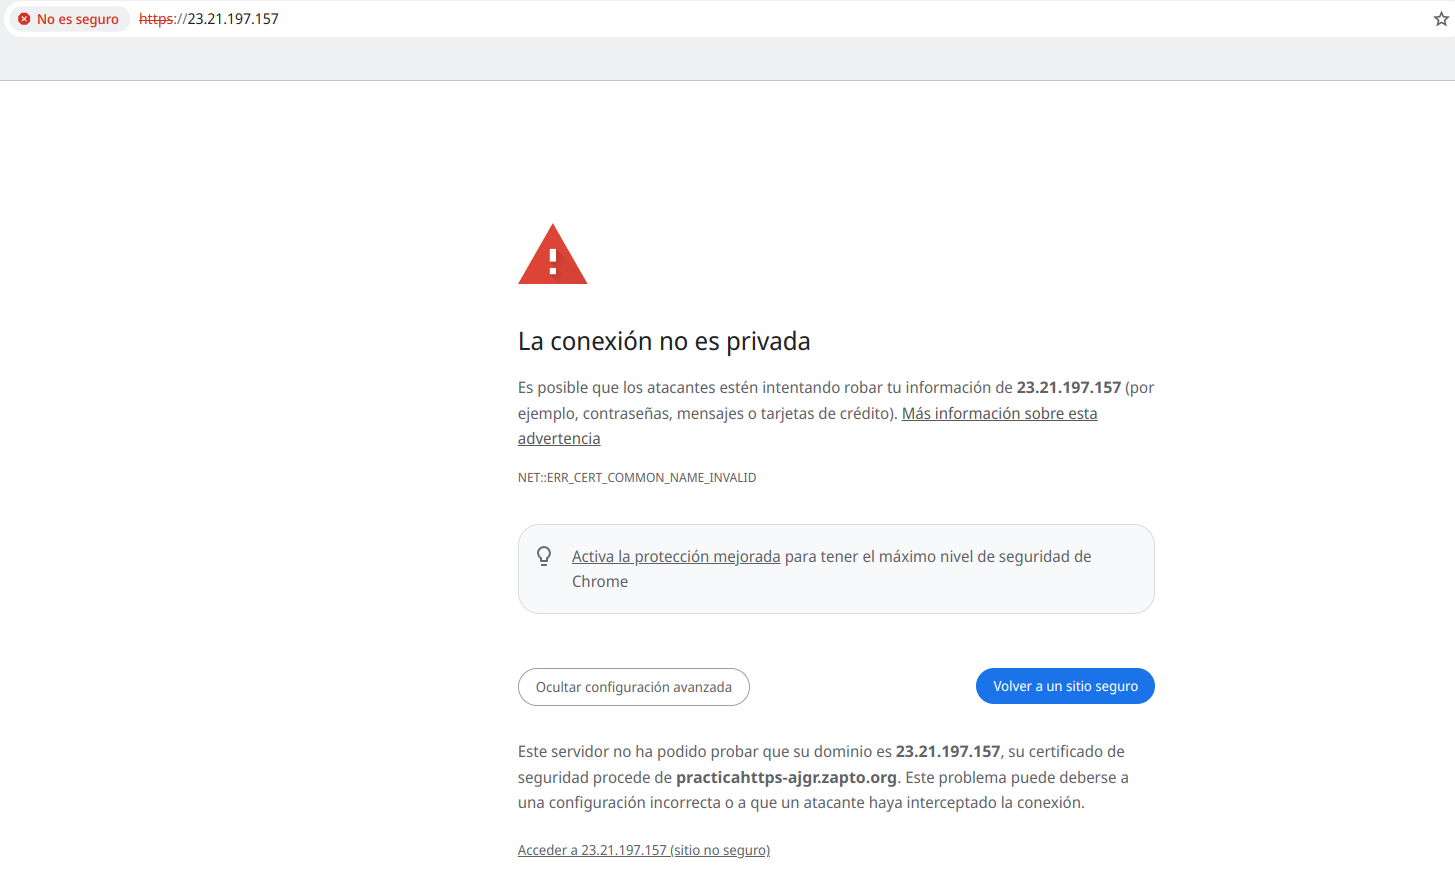 No es seguro https://23.21.197.157
La conexión no es privada
Es posible que los atacantes estén intentando robar tu información de 23.21.197.157 (por
ejemplo, contraseñas, mensajes o tarjetas de crédito). Más información sobre esta
advertencia
NET::ERR_CERT_COMMON_NAME_INVALID
Activa la protección mejorada para tener el máximo nivel de seguridad de
Chrome
Ocultar configuración avanzada
Volver a un sitio seguro
Este servidor no ha podido probar que su dominio es 23.21.197.157, su certificado de
seguridad procede de practicahttps-ajgr.zapto.org. Este problema puede deberse a
una configuración incorrecta o a que un atacante haya interceptado la conexión.
Acceder a 23.21.197.157 (sitio no seguro)